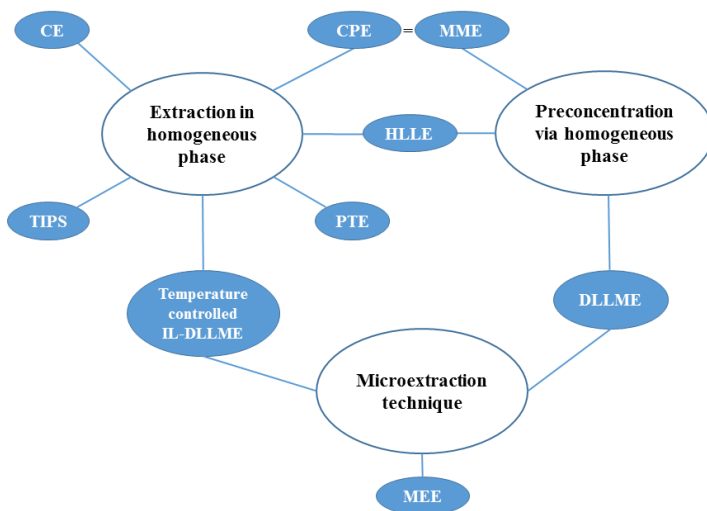 CE
CPE = MME
Extraction in
homogeneous
phase
HLLE
Preconcentration
via homogeneous
phase
TIPS
PTE
Temperature
controlled
IL-DLLME
DLLME
Microextraction
technique
MEE